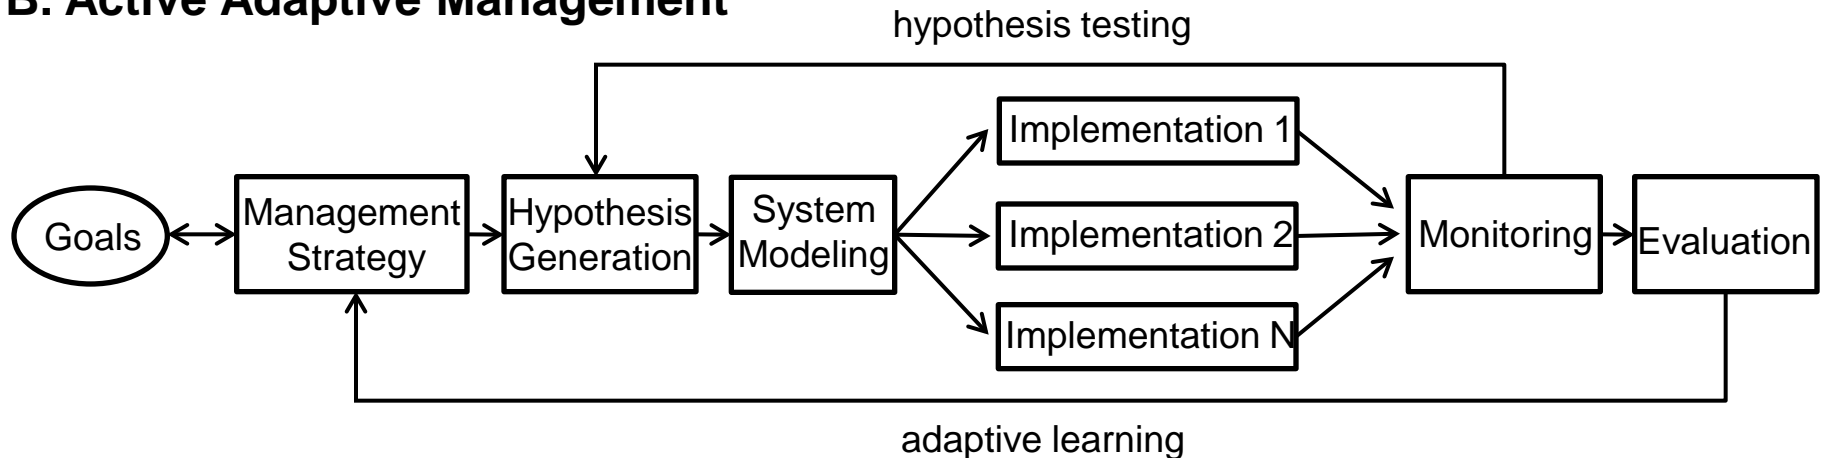 B. Active Adaptive Management
hypothesis testing
Implementation 1
Goals
Management
Strategy
Hypothesis
Generation
System
Modeling
Implementation 2
Monitoring
Evaluation
Implementation N
adaptive learning